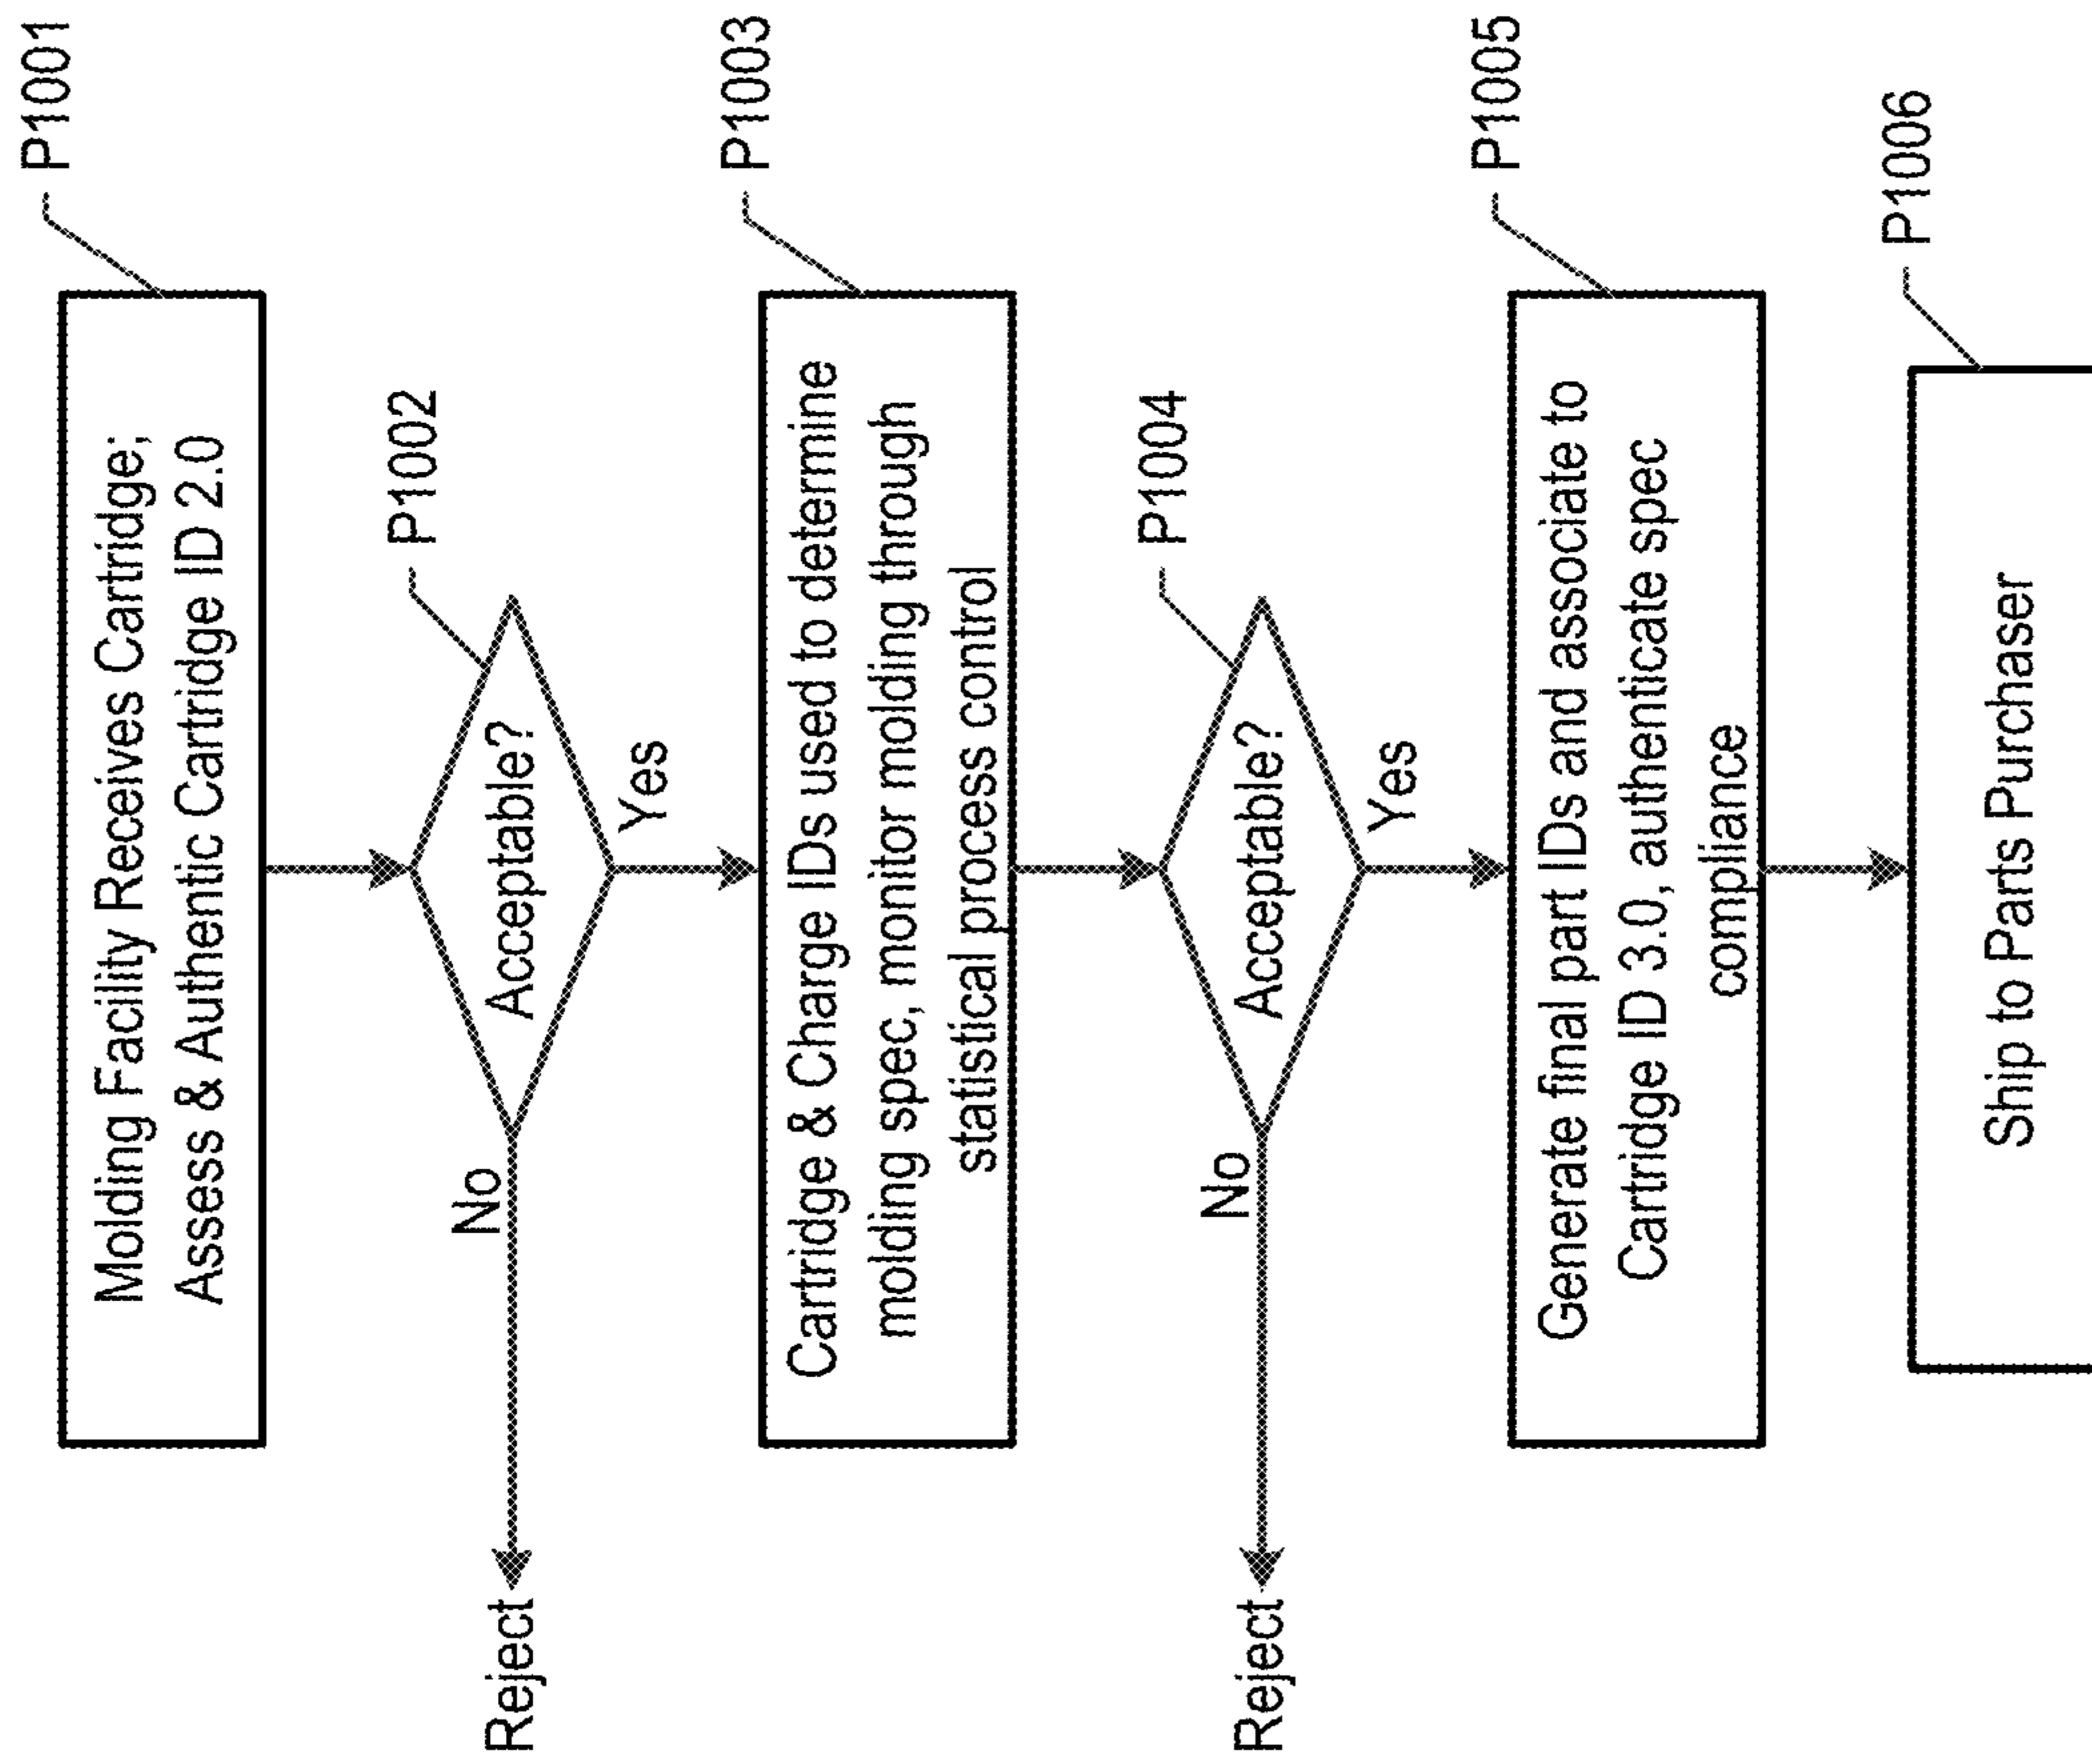 P1001
Molding Facility Receives Cartridge;
Assess & Authentic Cartridge ID 2.0
P1002
Acceptable?
No
Reject
Yes
P1003
Cartridge & Charge IDs used to determine
molding spec, monitor molding through
statistical process control
P1004
Acceptable?
No
Reject
Yes
P1005
Generate final part IDs and associate to
Cartridge ID 3.0, authenticate spec
compliance
P1006
Ship to Parts Purchaser